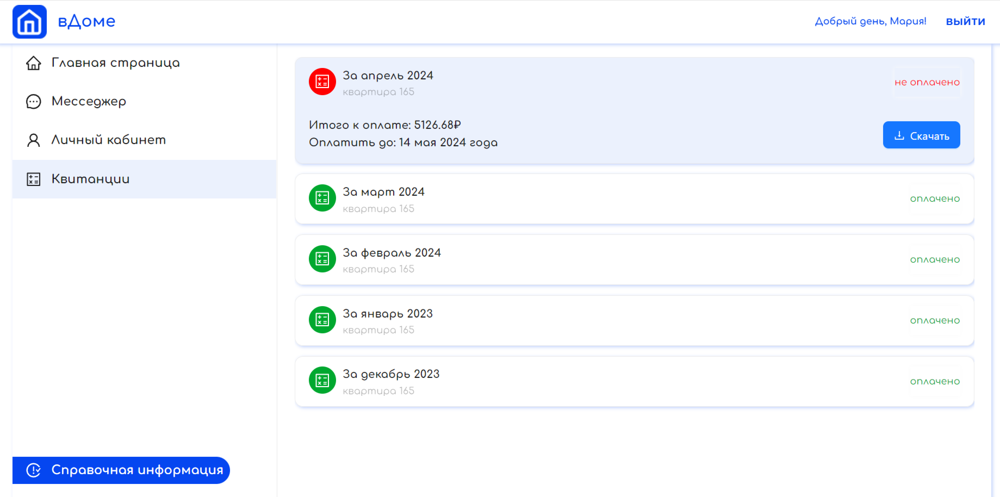 вДоме
Добрый день, Мария!
ВЫЙТИ
Главная страница
Месседжер
Личный кабинет
Квитанции
Справочная информация
За апрель 2024
квартира 165
не оплачено
Итого к оплате: 5126.68₽
Оплатить до: 14 мая 2024 года
Скачать
За март 2024
квартира 165
оплачено
За февраль 2024
квартира 165
оплачено
За январь 2023
квартира 165
оплачено
За декабрь 2023
квартира 165
оплачено